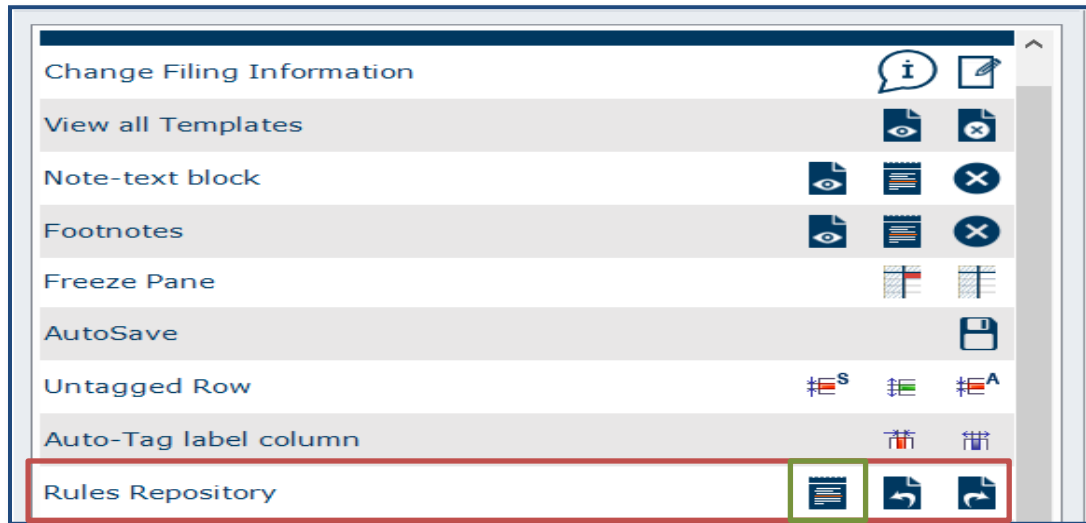 Change Filing Information i
View all Templates
Note-text block
Footnotes
Freeze Pane
AutoSave
Untagged Row S A
Auto-Tag label column
Rules Repository